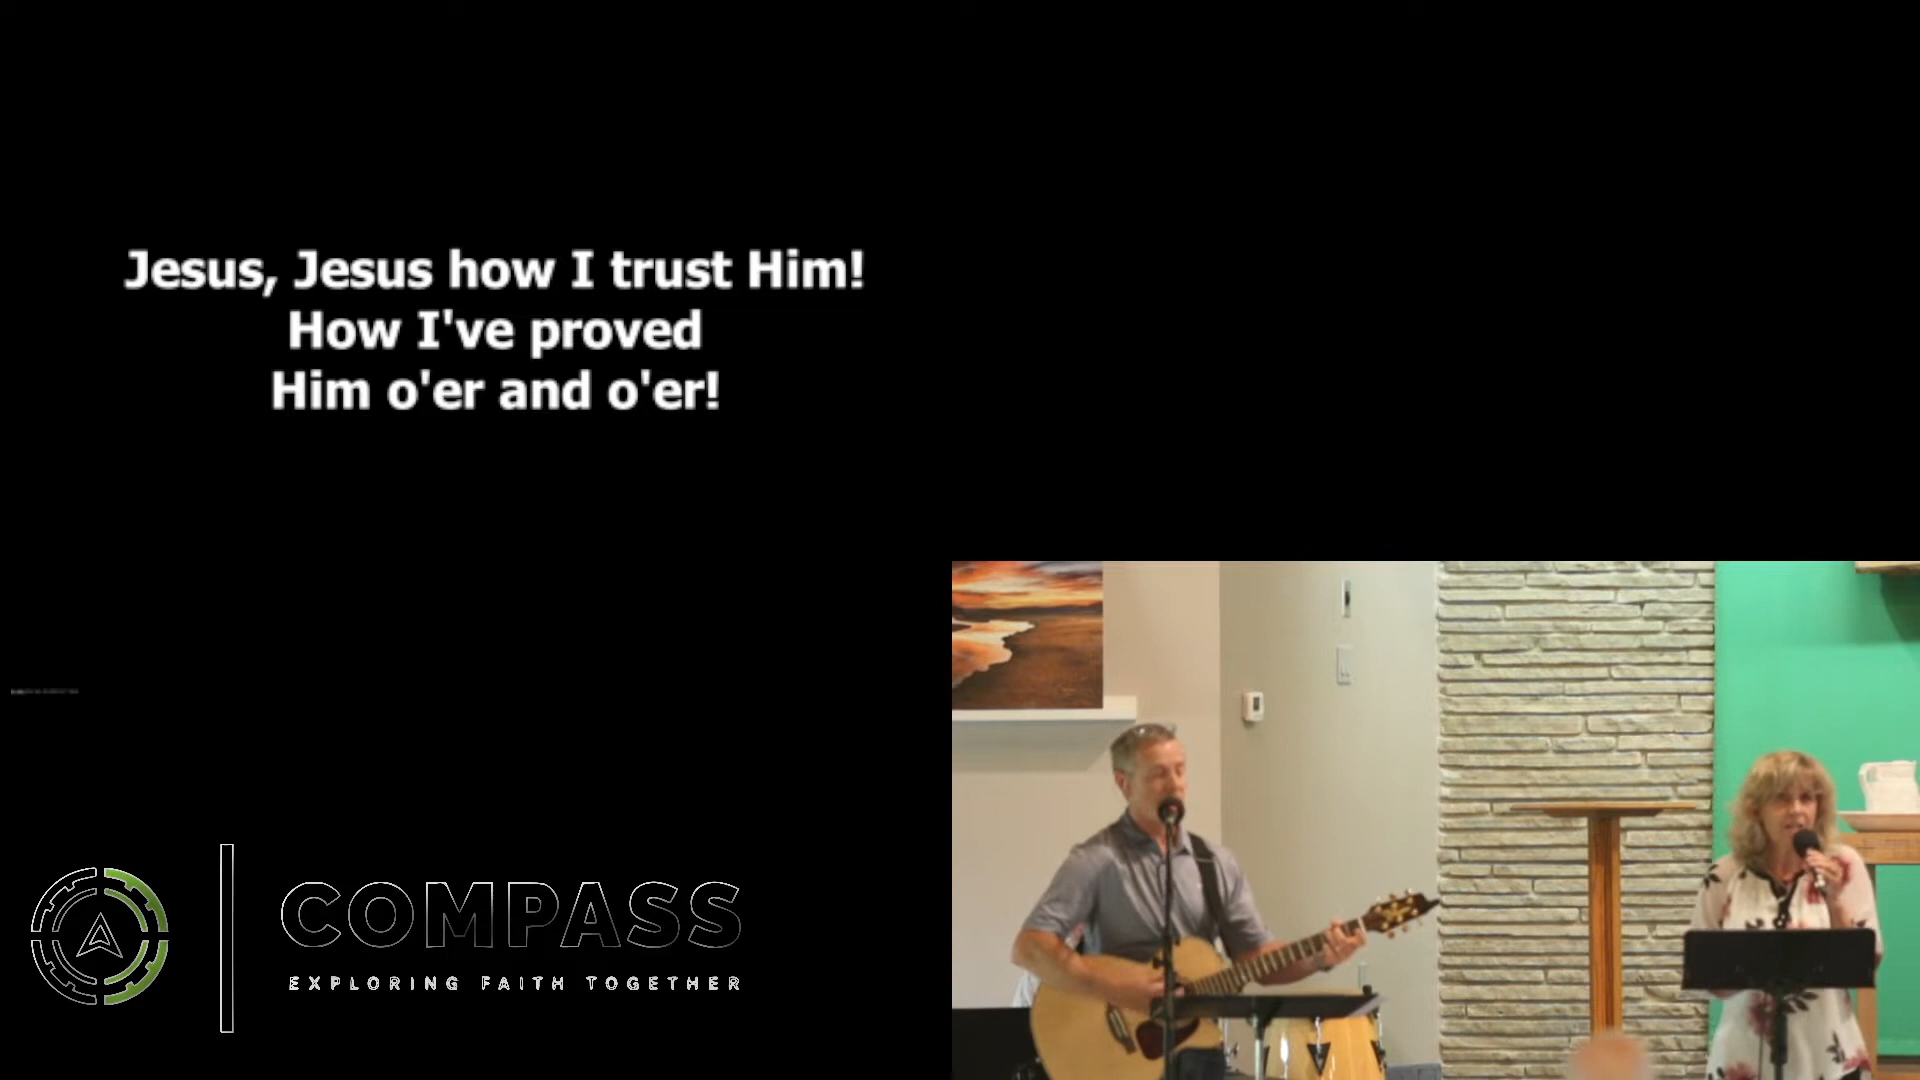 Jesus, Jesus how I trust Him!
How I've proved
Him o'er and o'er!
COMPASS
EXPLORING FAITH TOGETHER